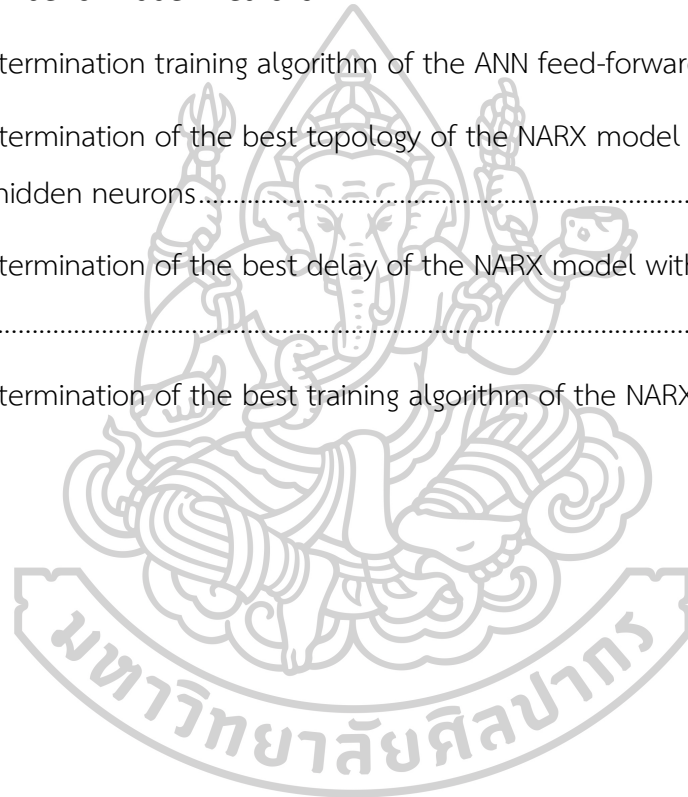 termination training algorithm of the ANN feed-forward
termination of the best topology of the NARX model
hidden neurons........................................................................
termination of the best delay of the NARX model with
........................................................................................................
termination of the best training algorithm of the NARX
มหาวิทยาลัยศิลปากร